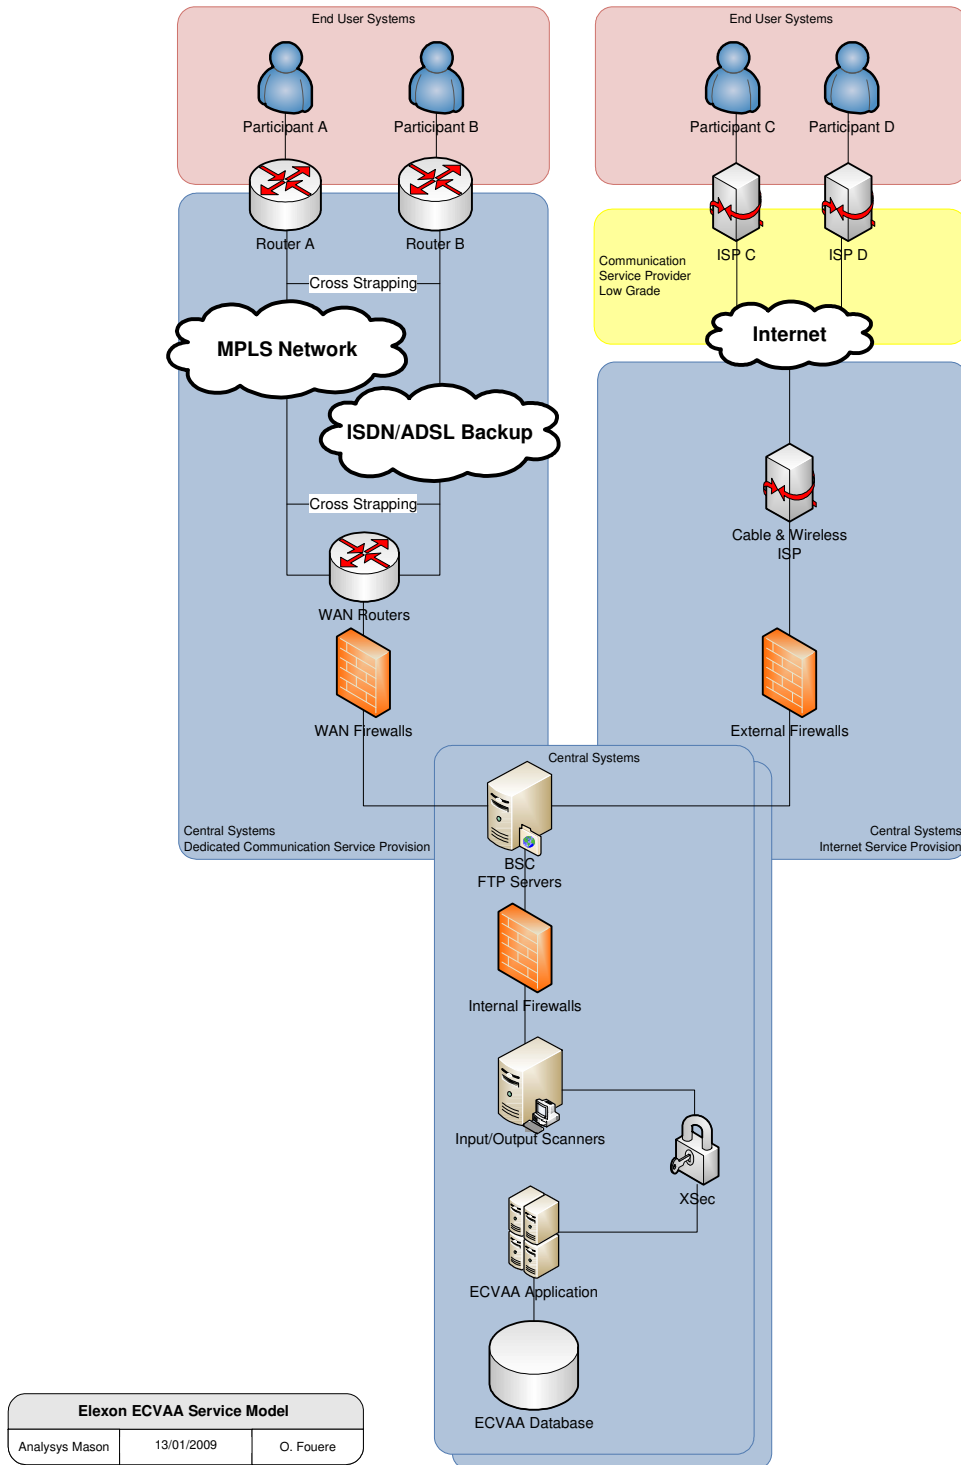 End User Systems
End User Systems
Participant A
Participant B
Participant C
Participant D
Router A
Router B
ISP C
ISP D
Communication
Service Provider
Low Grade
Cross Strapping
MPLS Network
Internet
ISDN/ADSL Backup
Cross Strapping
Cable & Wireless
ISP
WAN Routers
WAN Firewalls
External Firewalls
Central Systems
Central Systems
Dedicated Communication Service Provision
Central Systems
Internet Service Provision
BSC
FTP Servers
Internal Firewalls
Input/Output Scanners
XSec
ECVAA Application
ECVAA Database
Elexon ECVAA Service Model
Analysys Mason
13/01/2009
O. Fouere